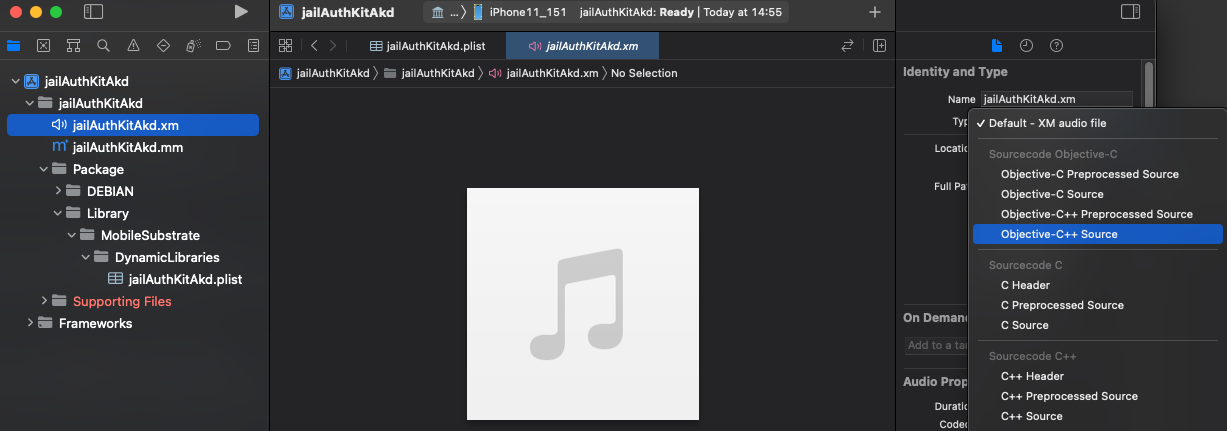 jailAuthKitAkd
... iPhone11_151 jailAuthKitAkd: Ready | Today at 14:55
jailAuthKitAkd.plist
jailAuthKitAkd.xm
jailAuthKitAkd
jailAuthKitAkd
jailAuthKitAkd.xm
jailAuthKitAkd.mm
Package
DEBIAN
Library
MobileSubstrate
DynamicLibraries
jailAuthKitAkd.plist
Supporting Files
Frameworks
jailAuthKitAkd jailAuthKitAkd jailAuthKitAkd.xm No Selection
Identity and Type
Name jailAuthKitAkd.xm
Typ
Locatio
Full Pa
On Deman
Add to a ta
Audio Prop
Duratio
Codec
Default - XM audio file
Sourcecode Objective-C
Objective-C Preprocessed Source
Objective-C Source
Objective-C++ Preprocessed Source
Objective-C++ Source
Sourcecode C
C Header
C Preprocessed Source
C Source
Sourcecode C++
C++ Header
C++ Preprocessed Source
C++ Source